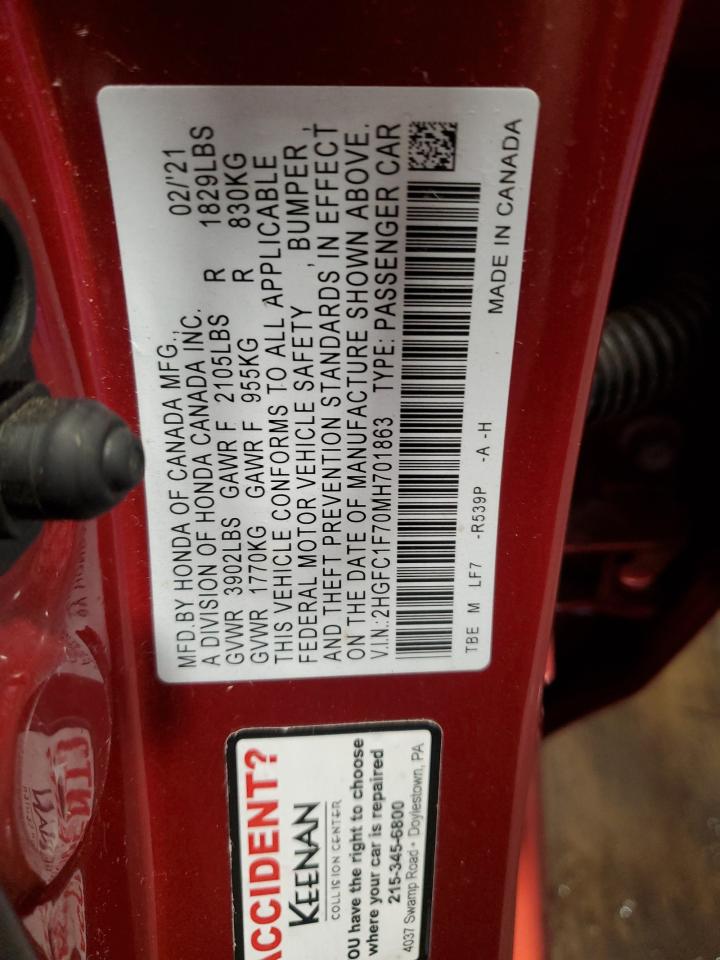 MFD.BY HONDA OF CANADA MFG.,
A DIVISION OF HONDA CANADA INC. 02/'21
GVWR 3902LBS GAWR F 2105LBS R 1829LBS
GVWR 1770KG GAWR F 955KG R 830KG
THIS VEHICLE CONFORMS TO ALL APPLICABLE
FEDERAL MOTOR VEHICLE SAFETY , BUMPER ,
AND THEFT PREVENTION STANDARDS IN EFFECT
ON THE DATE OF MANUFACTURE SHOWN ABOVE.
V.I.N.: 2HGFC1F70MH701863 TYPE: PASSENGER CAR
TBE M LF7 -R539P -A -H MADE IN CANADA
ACCIDENT?
KEENAN
COLLISION CENTER
YOU have the right to choose
where your car is repaired
215-345-6800
4037 Swamp Road • Doylestown, PA